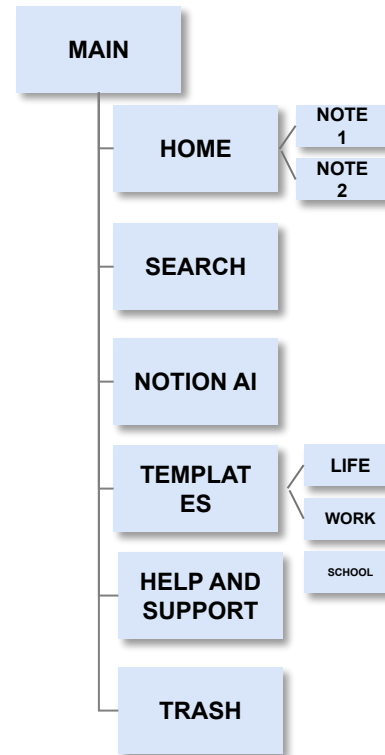 MAIN
HOME
NOTE
1
NOTE
2
SEARCH
NOTION AI
TEMPLAT
ES
LIFE
WORK
SCHOOL
HELP AND
SUPPORT
TRASH